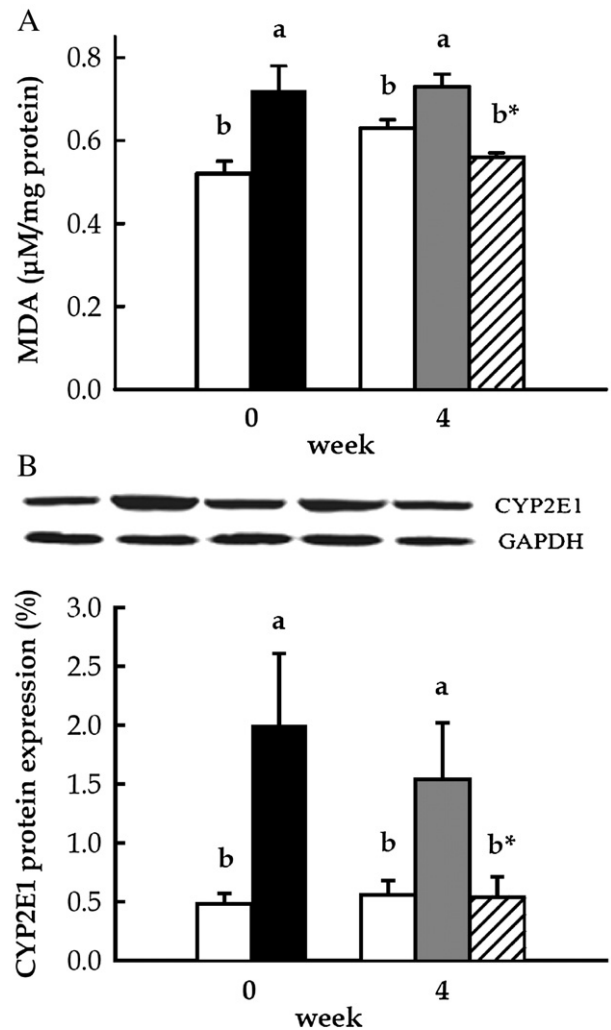 A
MDA (µM/mg protein)
0.8
0.6
0.4
0.2
0.0
b
a
b
a
b*
0
4
week
B
CYP2E1
GAPDH
CYP2E1 protein expression (%)
3.0
2.5
2.0
1.5
1.0
0.5
0.0
b
a
b
a
b*
0
4
week